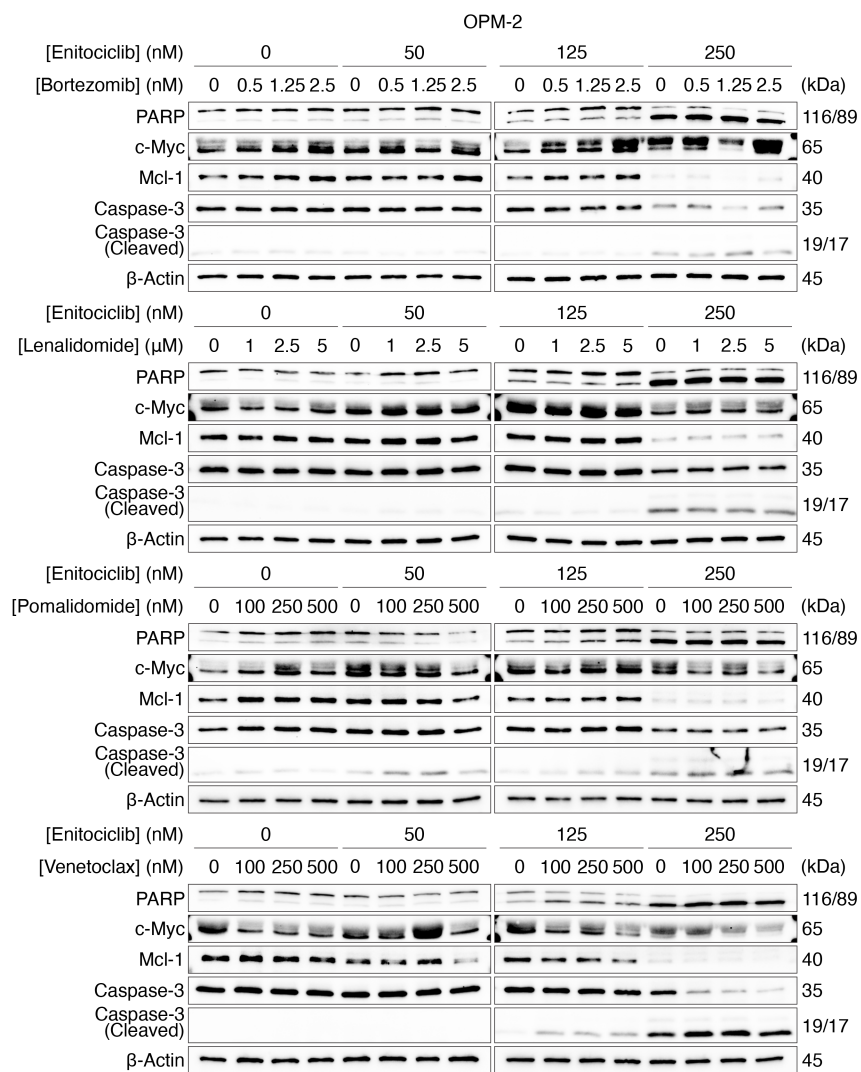 OPM-2
[Enitociclib] (nM) 0 50 125 250
[Bortezomib] (nM) 0 0.5 1.25 2.5 0 0.5 1.25 2.5 0 0.5 1.25 2.5 0 0.5 1.25 2.5 (kDa)
PARP 116/89
c-Myc 65
Mcl-1 40
Caspase-3 35
Caspase-3
(Cleaved) 19/17
β-Actin 45
[Enitociclib] (nM) 0 50 125 250
[Lenalidomide] (μM) 0 1 2.5 5 0 1 2.5 5 0 1 2.5 5 0 1 2.5 5 (kDa)
PARP 116/89
c-Myc 65
Mcl-1 40
Caspase-3 35
Caspase-3
(Cleaved) 19/17
β-Actin 45
[Enitociclib] (nM) 0 50 125 250
[Pomalidomide] (nM) 0 100 250 500 0 100 250 500 0 100 250 500 0 100 250 500 (kDa)
PARP 116/89
c-Myc 65
Mcl-1 40
Caspase-3 35
Caspase-3
(Cleaved) 19/17
β-Actin 45
[Enitociclib] (nM) 0 50 125 250
[Venetoclax] (nM) 0 100 250 500 0 100 250 500 0 100 250 500 0 100 250 500 (kDa)
PARP 116/89
c-Myc 65
Mcl-1 40
Caspase-3 35
Caspase-3
(Cleaved) 19/17
β-Actin 45